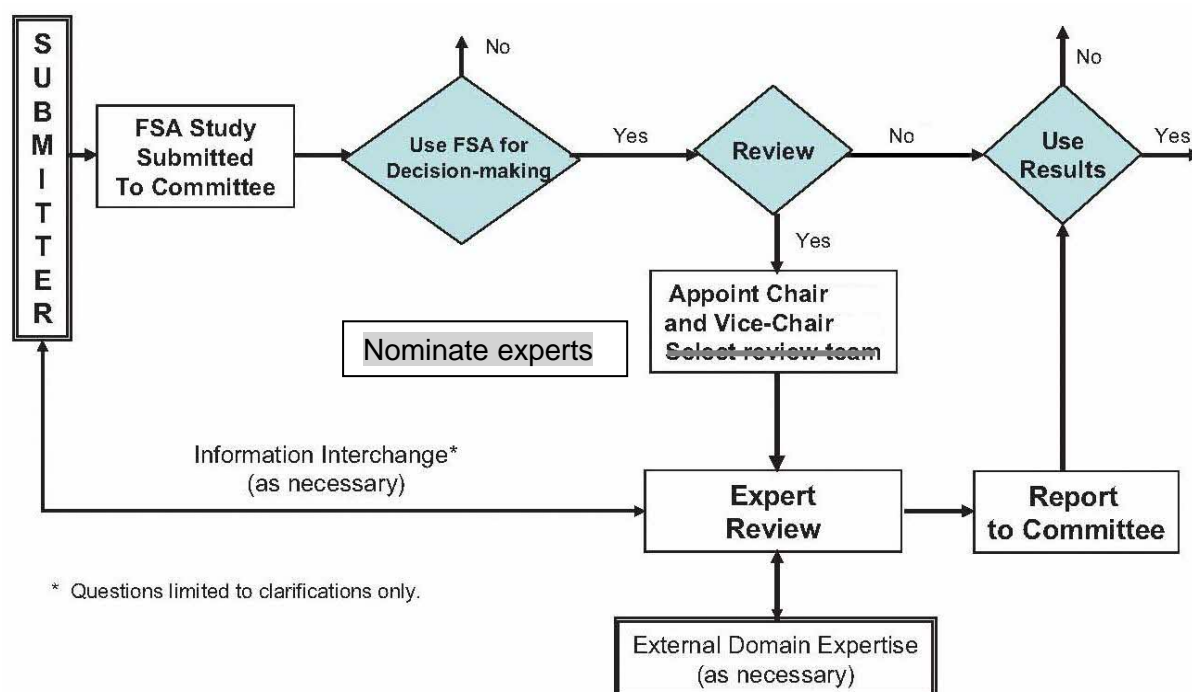 SUBMITTER
FSA Study
Submitted
To Committee
Use FSA for
Decision-making
No
Yes
Review
No
Yes
Use
Results
No
Yes
Appoint Chair
and Vice-Chair
Select review team
Nominate experts
Information Interchange*
(as necessary)
Expert
Review
Report
to Committee
* Questions limited to clarifications only.
External Domain Expertise
(as necessary)